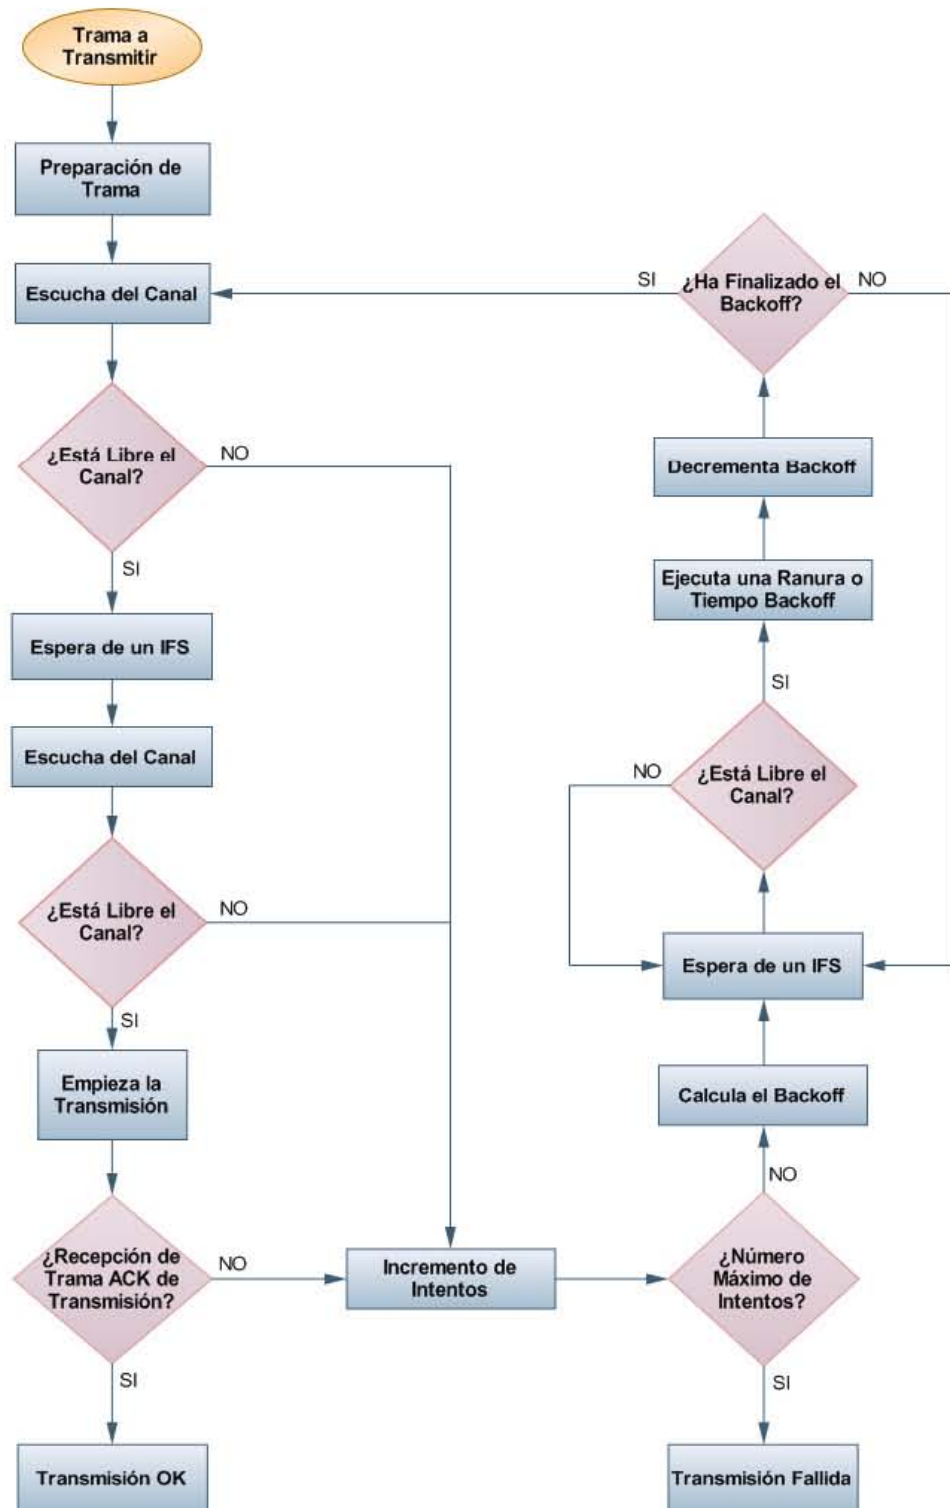 Trama a
Transmitir
Preparación de
Trama
Escucha del Canal
¿Está Libre el
Canal?
NO
SI
Espera de un IFS
Escucha del Canal
¿Está Libre el
Canal?
NO
SI
Empieza la
Transmisión
¿Recepción de
Trama ACK de
Transmisión?
NO
SI
Transmisión OK
Incremento de
Intentos
¿Número
Máximo de
Intentos?
NO
SI
Transmisión Fallida
Calcula el Backoff
Espera de un IFS
¿Está Libre el
Canal?
NO
SI
Ejecuta una Ranura o
Tiempo Backoff
Decrementa Backoff
¿Ha Finalizado el
Backoff?
SI
NO